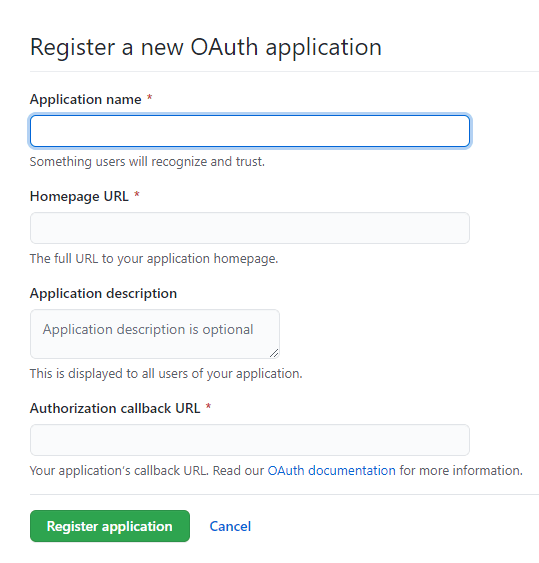 Register a new OAuth application
Application name *
Something users will recognize and trust.
Homepage URL *
The full URL to your application homepage.
Application description
Application description is optional
This is displayed to all users of your application.
Authorization callback URL *
Your application's callback URL. Read our OAuth documentation for more information.
Register application Cancel